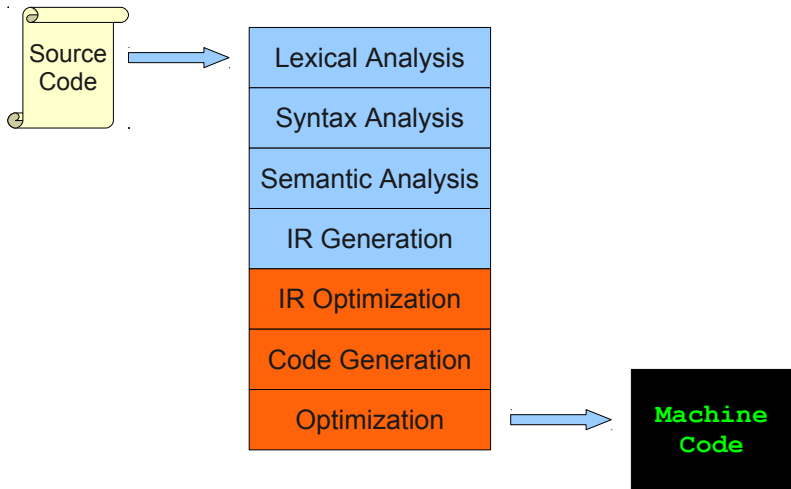 Source
Code
Lexical Analysis
Syntax Analysis
Semantic Analysis
IR Generation
IR Optimization
Code Generation
Optimization
Machine
Code